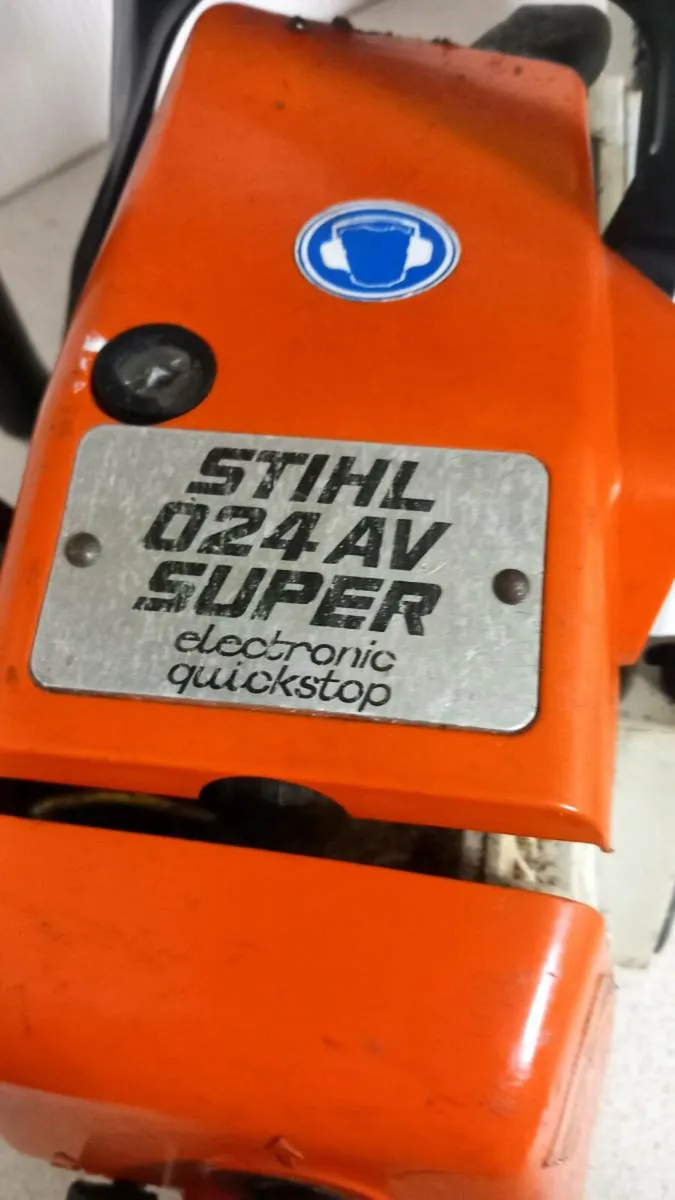 STIHL
024 AV
SUPER
electronic
quickstop